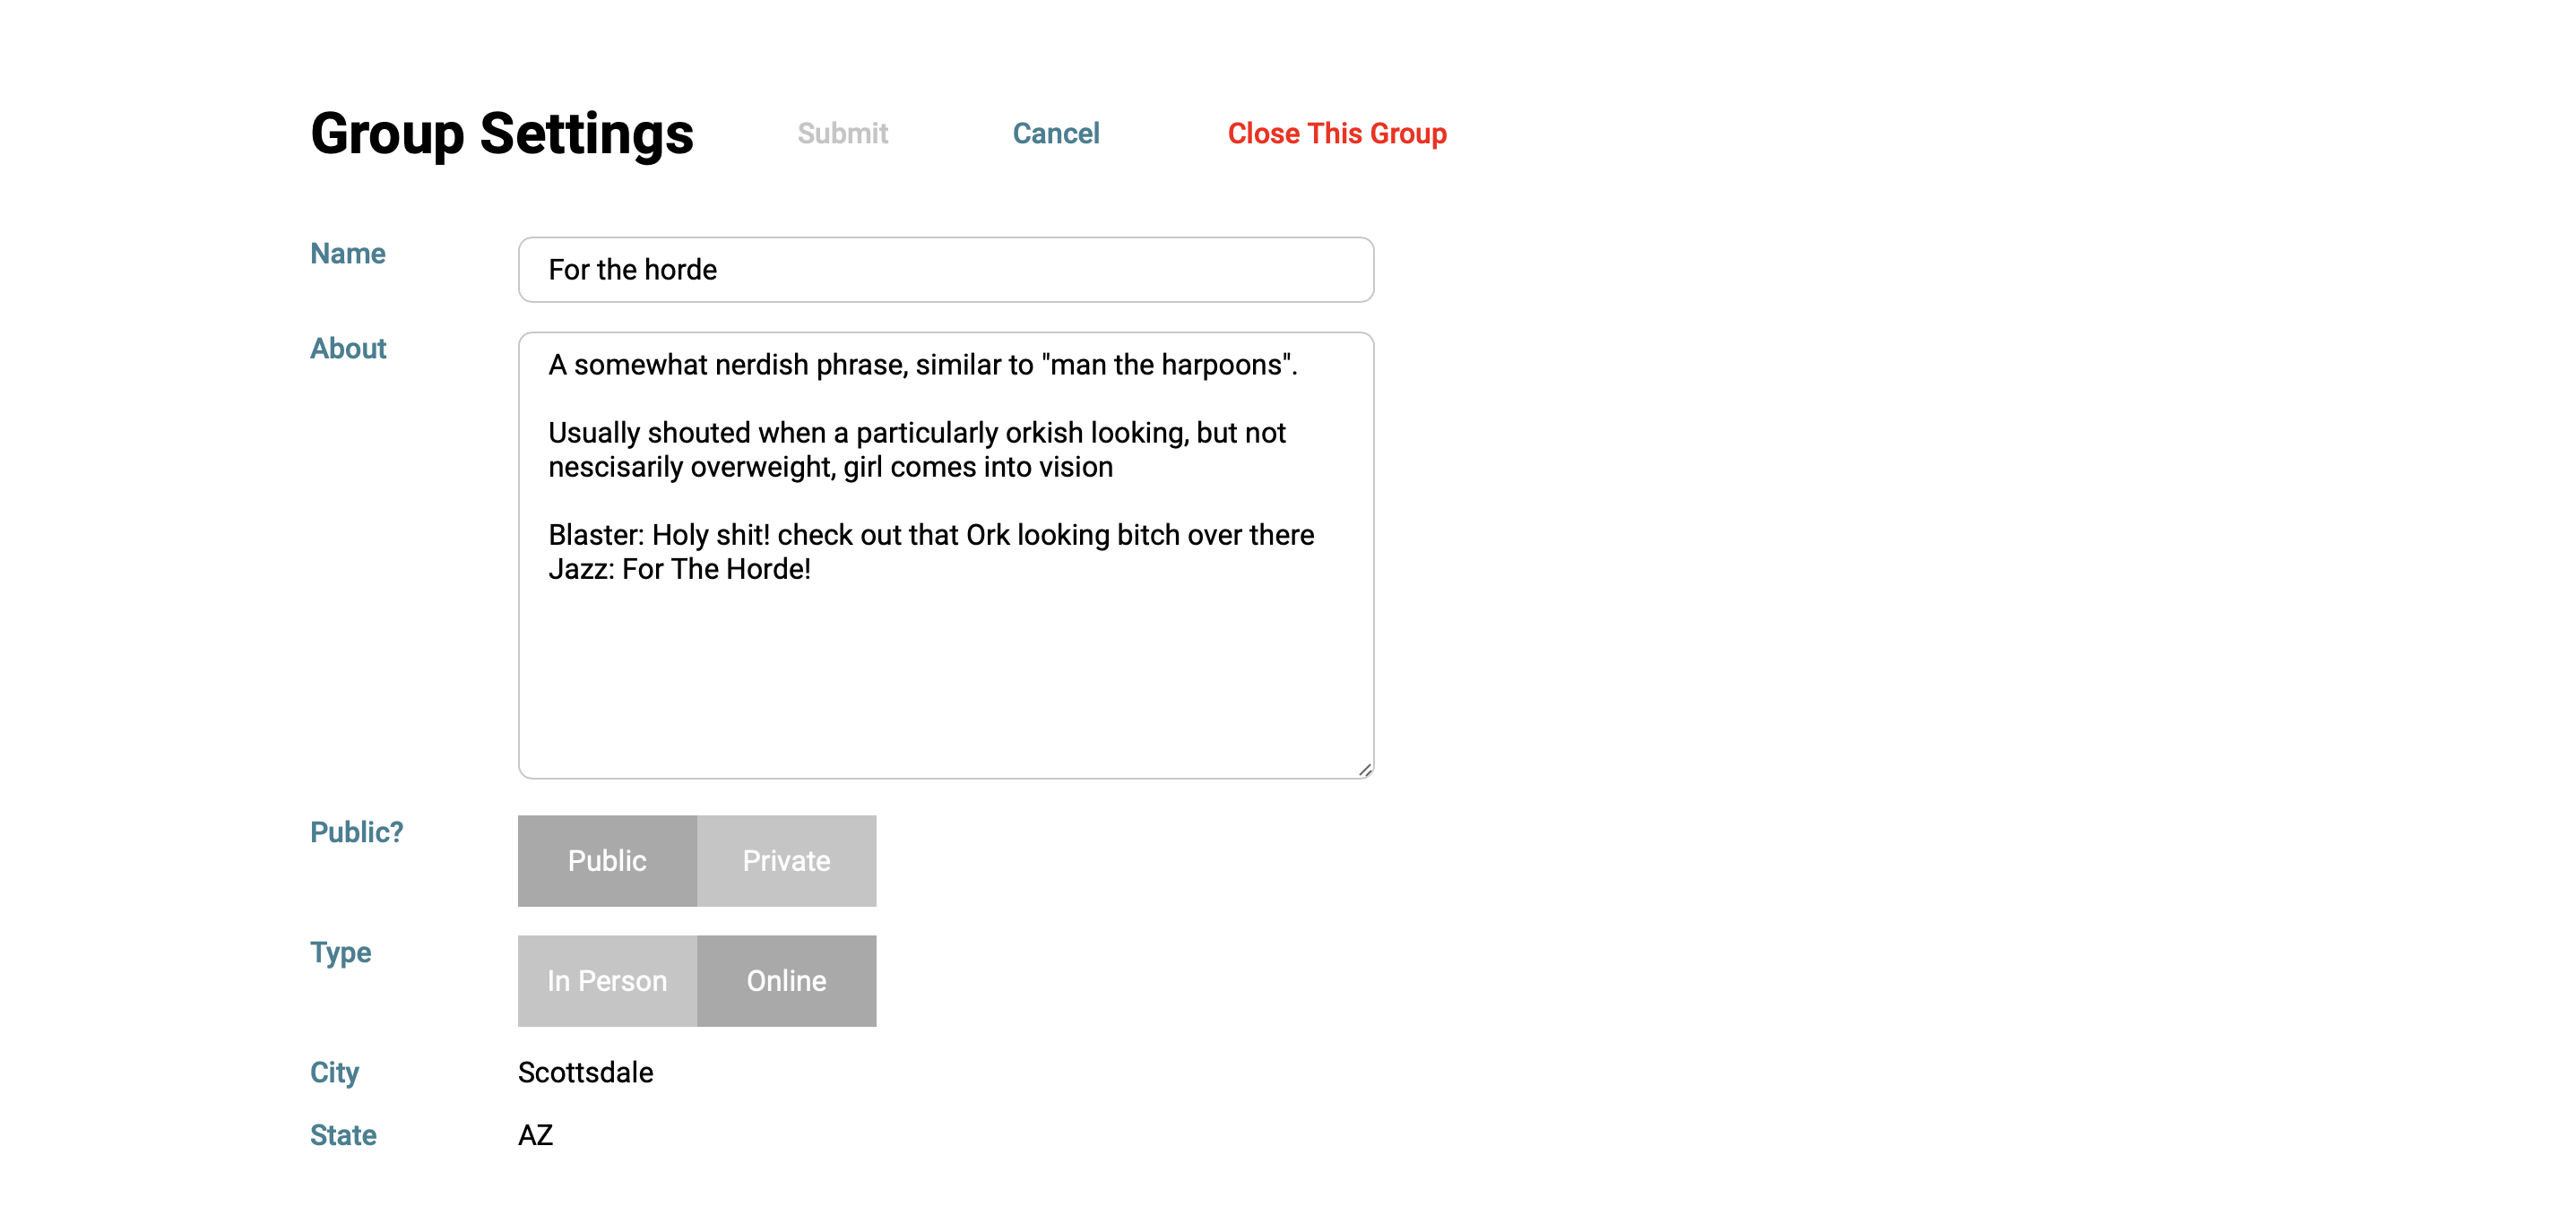 Group Settings
Submit
Cancel
Close This Group
Name
For the horde
About
A somewhat nerdish phrase, similar to "man the harpoons".
Usually shouted when a particularly orkish looking, but not
nescisarily overweight, girl comes into vision
Blaster: Holy shit! check out that Ork looking bitch over there
Jazz: For The Horde!
Public?
Public
Private
Type
In Person
Online
City
Scottsdale
State
AZ